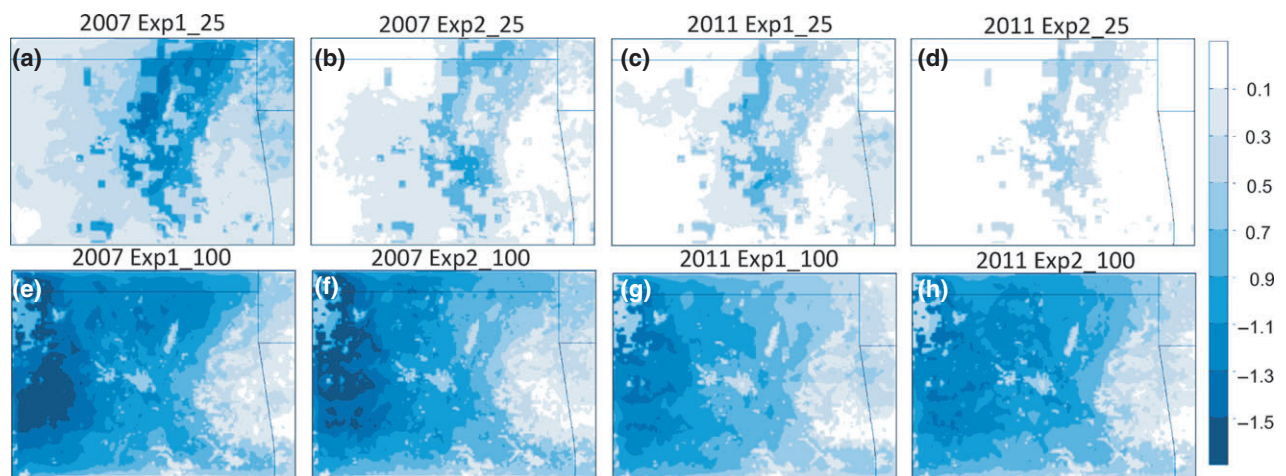 2007 Exp1_25 2007 Exp2_25 2011 Exp1_25 2011 Exp2_25
(a) (b) (c) (d)
0.1
0.3
0.5
0.7
0.9
−1.1
−1.3
−1.5
2007 Exp1_100 2007 Exp2_100 2011 Exp1_100 2011 Exp2_100
(e) (f) (g) (h)